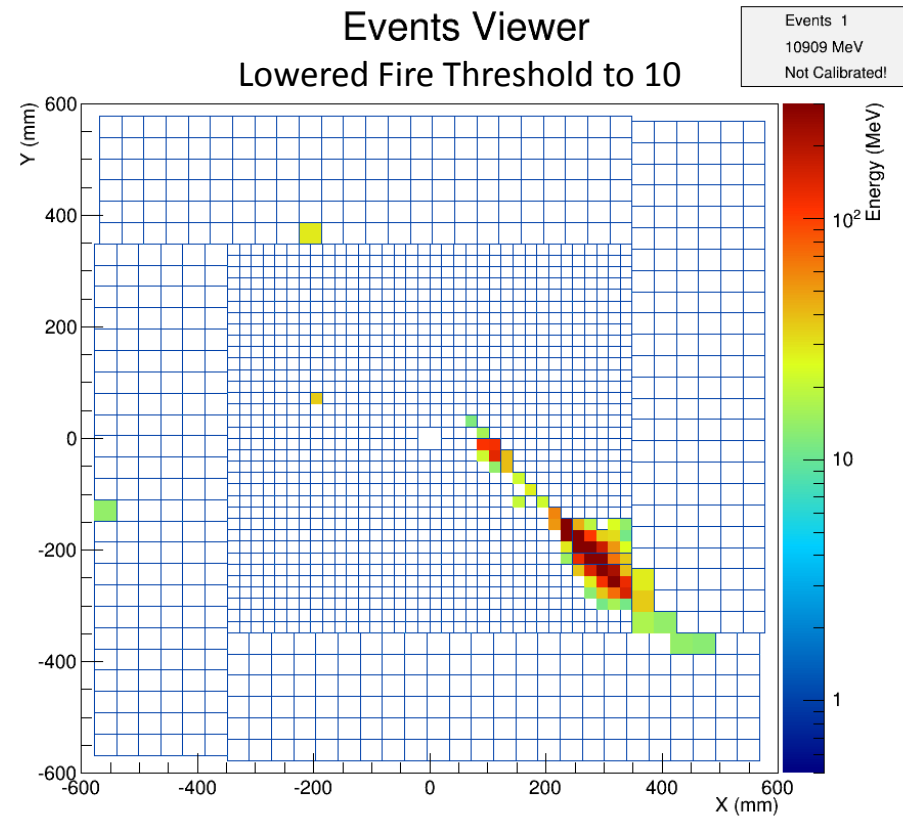 Events Viewer
Lowered Fire Threshold to 10
Events 1
10909 MeV
Not Calibrated!
Y (mm)
600
400
200
0
-200
-400
-600
-600
-400
-200
0
200
400
600
X (mm)
Energy (MeV)
10²
10
1